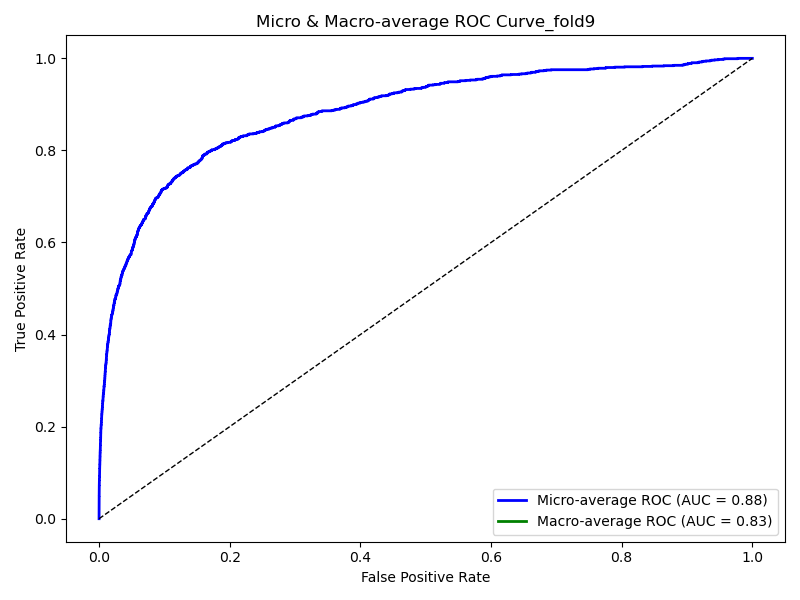 Micro & Macro-average ROC Curve_fold9
1.0
0.8
0.6
0.4
0.2
0.0
True Positive Rate
0.0 0.2 0.4 0.6 0.8 1.0
False Positive Rate
Micro-average ROC (AUC = 0.88)
Macro-average ROC (AUC = 0.83)